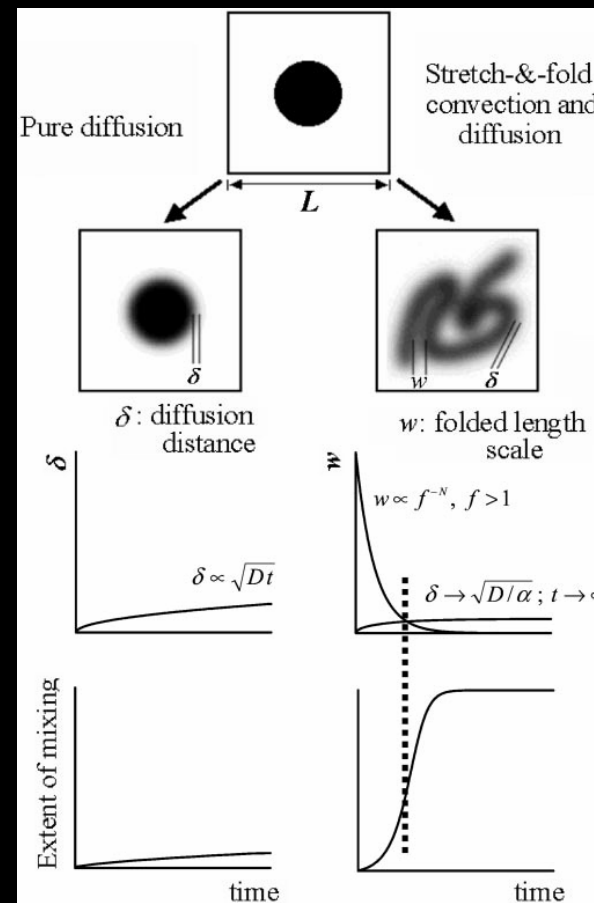 Pure diffusion
Stretch-&-fold
convection and
diffusion
L
δ
w
δ
δ: diffusion
distance
w: folded length
scale
δ
δ ∝ √Dt
w
w ∝ f⁻ᴺ, f > 1
δ → √D/α ; t → ∞
Extent of mixing
time
time